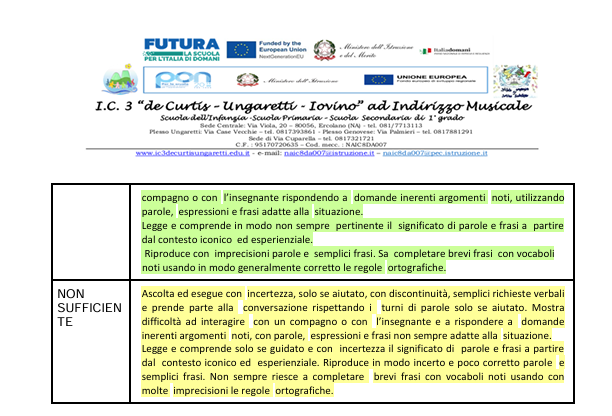 FUTURA
LA SCUOLA
PER L'ITALIA DI DOMANI
Funded by the
European Union
NextGenerationEU
Ministero dell'Istruzione
e del Merito
Italiadomani
pon
Ministero dell'Istruzione
UNIONE EUROPEA
I.C. 3 "de Curtis – Ungaretti - Iovino" ad Indirizzo Musicale
Scuola dell'Infanzia -Scuola Primaria - Scuola Secondaria di 1° grado
Sede Centrale: Via Viola, 20 – 80056, Ercolano (NA) - tel. 081/7713113
Plesso Ungaretti: Via Case Vecchie – tel. 0817393861 - Plesso Genovese: Via Palmieri – tel. 0817881291
Sede di Via Cuparella – tel. 0817321721
C.F. : 95170720635 – Cod. mecc. : NAIC8DA007
www.ic3decurtisungaretti.edu.it - e-mail: naic8da007@istruzione.it – naic8da007@pec.istruzione.it
compagno o con l'insegnante rispondendo a domande inerenti argomenti noti, utilizzando
parole, espressioni e frasi adatte alla situazione.
Legge e comprende in modo non sempre pertinente il significato di parole e frasi a partire
dal contesto iconico ed esperienziale.
Riproduce con imprecisioni parole e semplici frasi. Sa completare brevi frasi con vocaboli
noti usando in modo generalmente corretto le regole ortografiche.
NON
SUFFICIEN
TE
Ascolta ed esegue con incertezza, solo se aiutato, con discontinuità, semplici richieste verbali
e prende parte alla conversazione rispettando i turni di parole solo se aiutato. Mostra
difficoltà ad interagire con un compagno o con l'insegnante e a rispondere a domande
inerenti argomenti noti, con parole, espressioni e frasi non sempre adatte alla situazione.
Legge e comprende solo se guidato e con incertezza il significato di parole e frasi a partire
dal contesto iconico ed esperienziale. Riproduce in modo incerto e poco corretto parole e
semplici frasi. Non sempre riesce a completare brevi frasi con vocaboli noti usando con
molte imprecisioni le regole ortografiche.